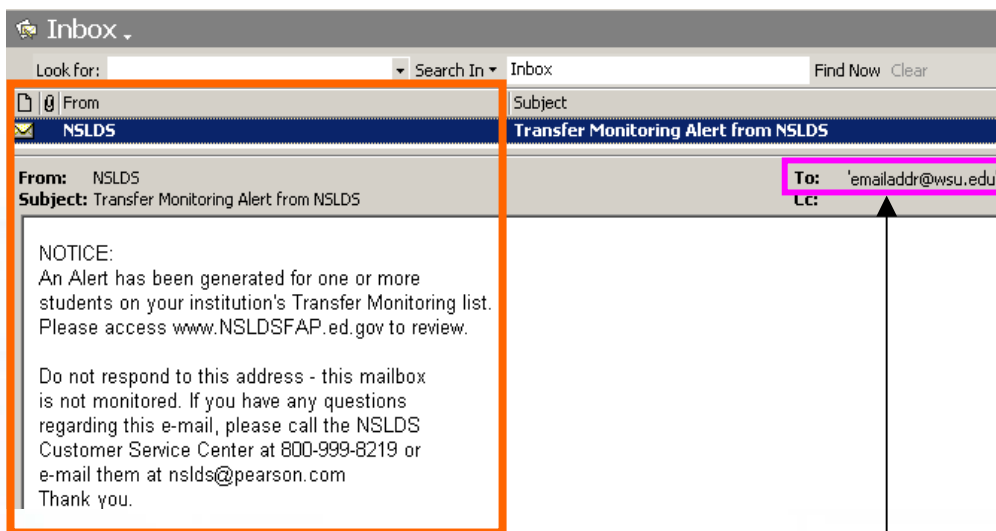 Inbox
Look for: Search In Inbox Find Now Clear
From Subject
NSLDS Transfer Monitoring Alert from NSLDS
From: NSLDS To: 'emailaddr@wsu.edu'
Subject: Transfer Monitoring Alert from NSLDS Cc:
NOTICE:
An Alert has been generated for one or more
students on your institution's Transfer Monitoring list.
Please access www.NSLDSFAP.ed.gov to review.
Do not respond to this address - this mailbox
is not monitored. If you have any questions
regarding this e-mail, please call the NSLDS
Customer Service Center at 800-999-8219 or
e-mail them at nslds@pearson.com
Thank you.